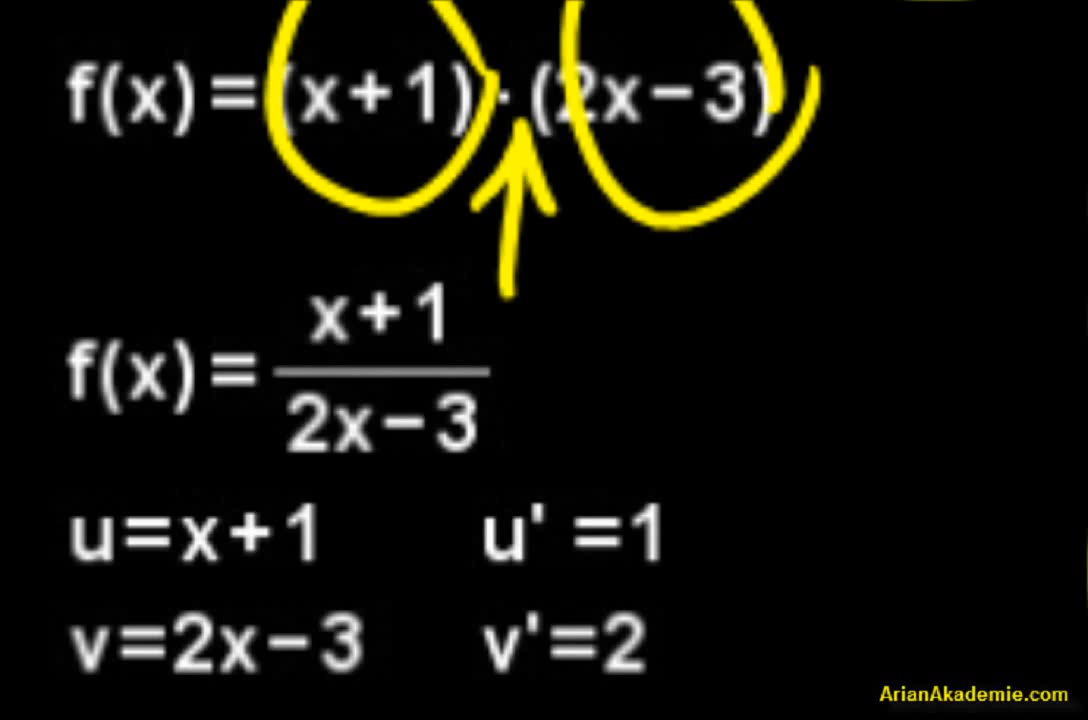 f(x)=(x+1)·(2x-3)
f(x)=
x+1
2x-3
u=x+1 u' =1
v=2x-3 v'=2
ArianAkademie.com